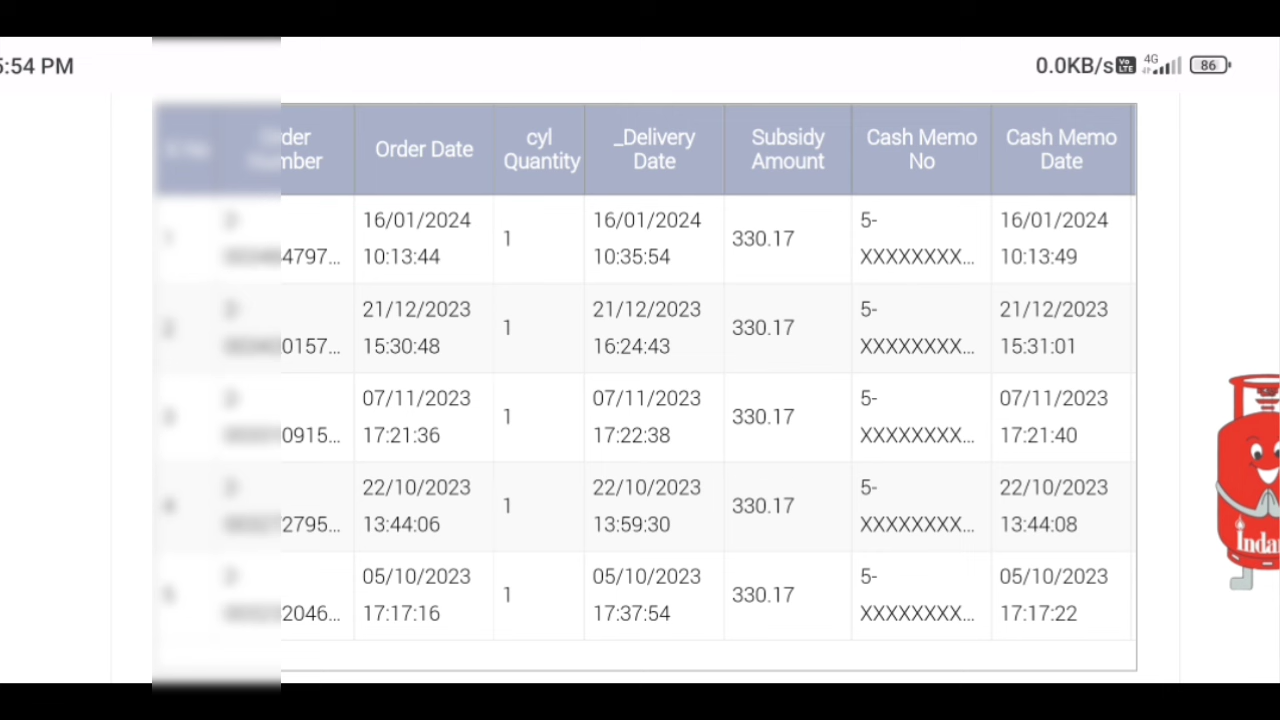 5:54 PM 0.0KB/s Vo LTE 4G 86
Order Date
cyl Quantity
_Delivery Date
Subsidy Amount
Cash Memo No
Cash Memo Date
16/01/2024 10:13:44
1
16/01/2024 10:35:54
330.17
5-
XXXXXXXX...
16/01/2024 10:13:49
4797...
21/12/2023 15:30:48
1
21/12/2023 16:24:43
330.17
5-
XXXXXXXX...
21/12/2023 15:31:01
0157...
07/11/2023 17:21:36
1
07/11/2023 17:22:38
330.17
5-
XXXXXXXX...
07/11/2023 17:21:40
0915...
22/10/2023 13:44:06
1
22/10/2023 13:59:30
330.17
5-
XXXXXXXX...
22/10/2023 13:44:08
2795...
05/10/2023 17:17:16
1
05/10/2023 17:37:54
330.17
5-
XXXXXXXX...
05/10/2023 17:17:22
2046...
Inda